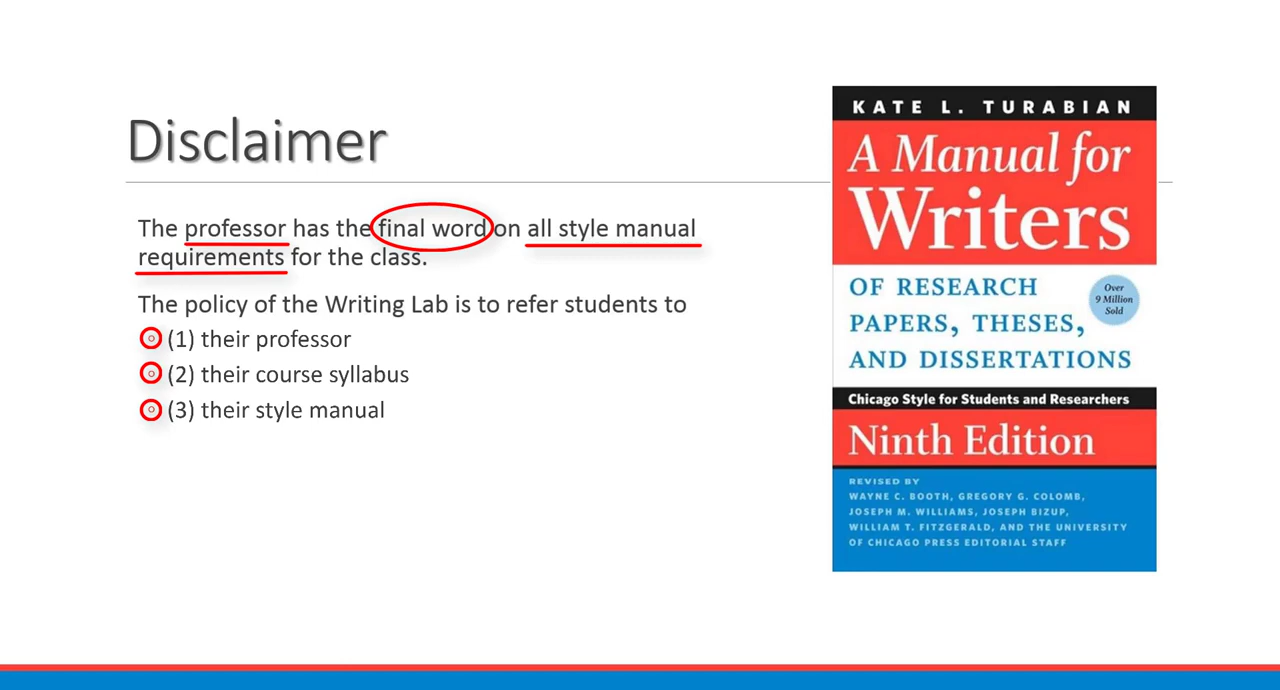 Disclaimer
The professor has the final word on all style manual
requirements for the class.
The policy of the Writing Lab is to refer students to
(1) their professor
(2) their course syllabus
(3) their style manual
KATE L. TURABIAN
A Manual for
Writers
OF RESEARCH
PAPERS, THESES,
AND DISSERTATIONS
Over
9 Million
Sold
Chicago Style for Students and Researchers
Ninth Edition
REVISED BY
WAYNE C. BOOTH, GREGORY G. COLOMB,
JOSEPH M. WILLIAMS, JOSEPH BIZUP,
WILLIAM T. FITZGERALD, AND THE UNIVERSITY
OF CHICAGO PRESS EDITORIAL STAFF